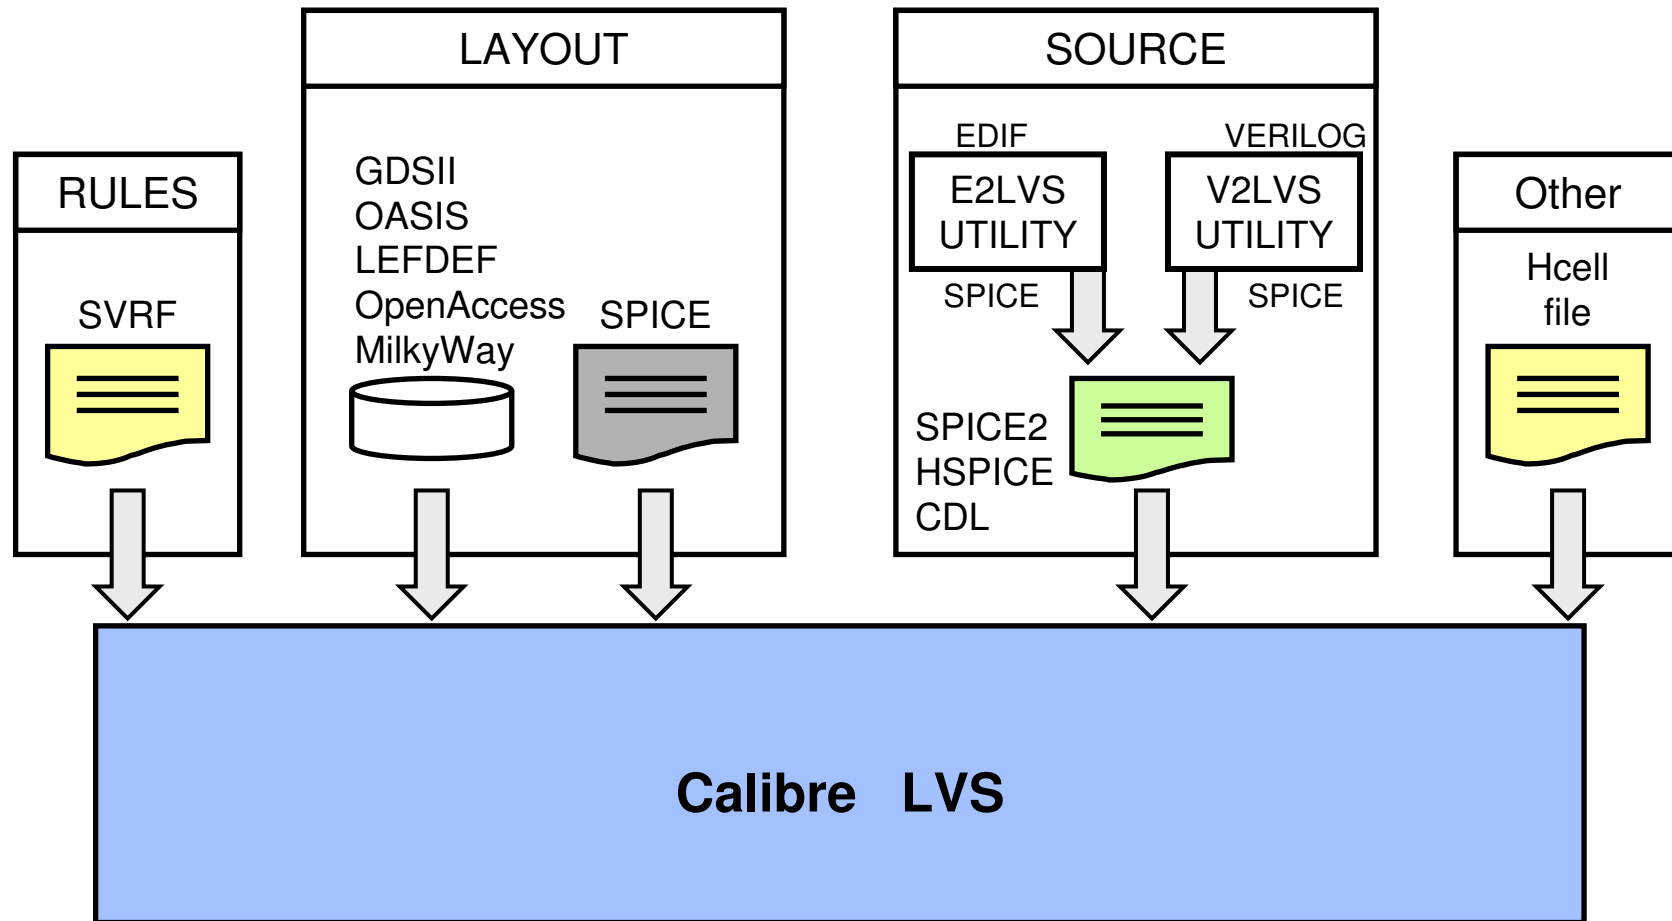 LAYOUT
SOURCE
RULES
SVRF
GDSII
OASIS
LEFDEF
OpenAccess
MilkyWay
SPICE
EDIF
E2LVS
UTILITY
SPICE
VERILOG
V2LVS
UTILITY
SPICE
SPICE2
HSPICE
CDL
Other
Hcell
file
Calibre LVS